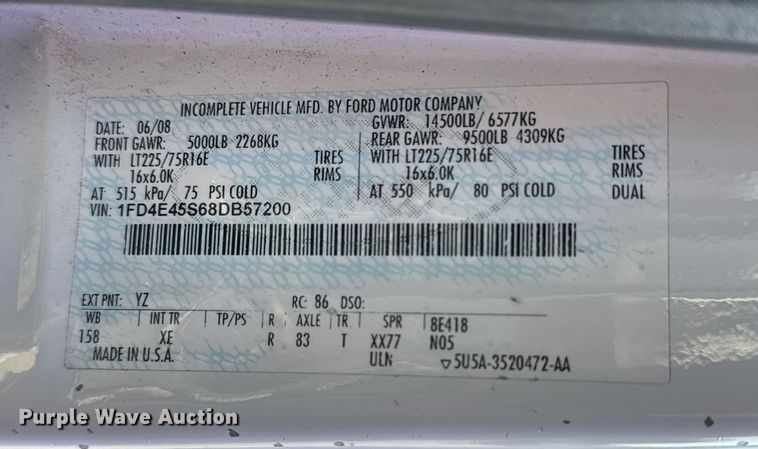 INCOMPLETE VEHICLE MFD. BY FORD MOTOR COMPANY
DATE: 06/08 GVWR: 14500LB/ 6577KG
FRONT GAWR: 5000LB 2268KG REAR GAWR: 9500LB 4309KG
WITH LT225/75R16E TIRES WITH LT225/75R16E TIRES
16x6.0K RIMS 16x6.0K RIMS
AT 515 kPa/ 75 PSI COLD AT 550 kPa/ 80 PSI COLD DUAL
VIN: 1FD4E45S68DB57200
EXT PNT: YZ RC: 86 DSO:
WB INT TR TP/PS R AXLE TR SPR 8E418
158 XE R 83 T XX77 N05
MADE IN U.S.A. ULN ▽5U5A-3520472-AA
Purple Wave Auction